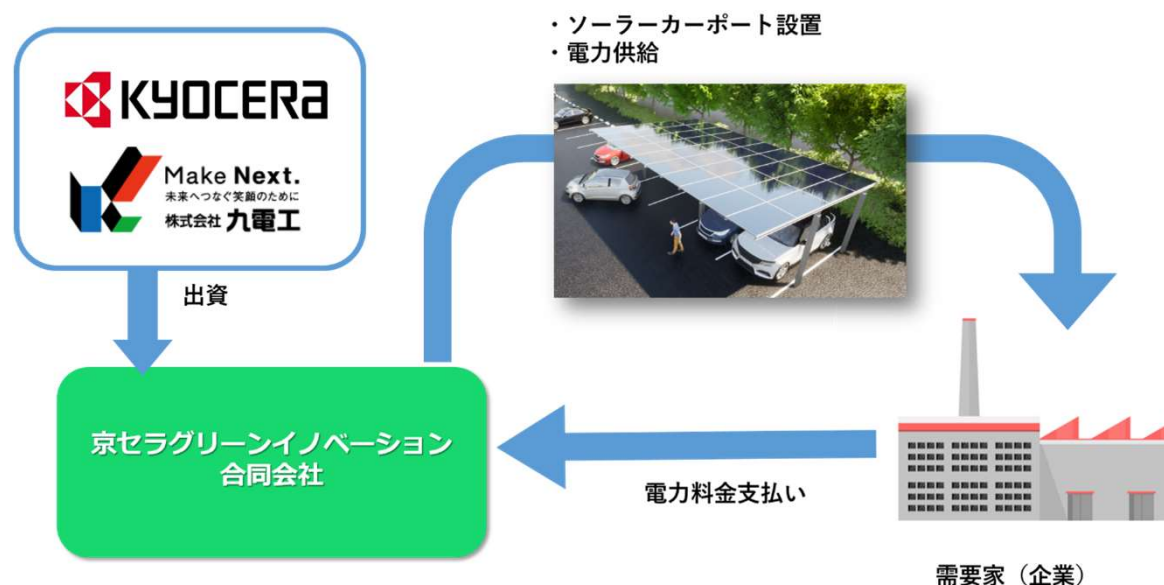 ・ソーラーカーポート設置
・電力供給
KYOCERA
Make Next.
未来へつなぐ笑顔のために
株式会社 九電工
出資
京セラグリーンイノベーション
合同会社
電力料金支払い
需要家（企業）